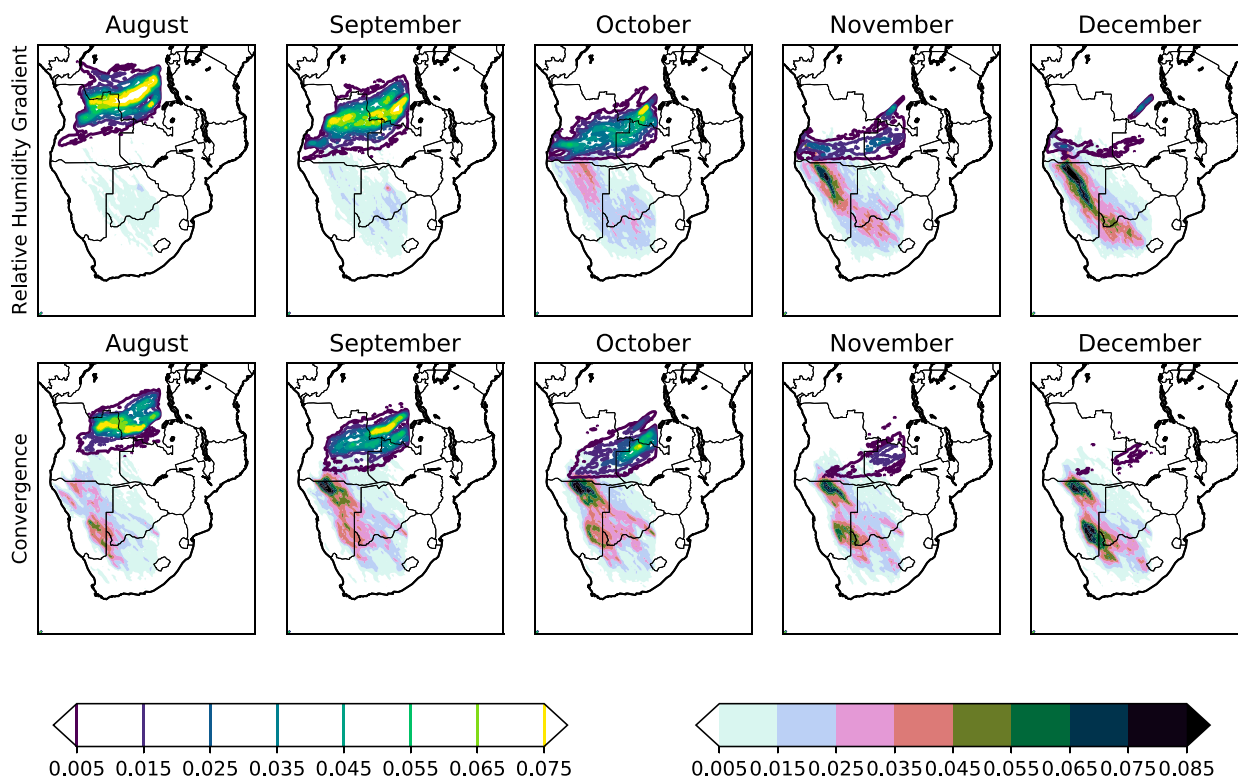 August September October November December
Relative Humidity Gradient
August September October November December
Convergence
0.005 0.015 0.025 0.035 0.045 0.055 0.065 0.075
0.005 0.015 0.025 0.035 0.045 0.055 0.065 0.075 0.085